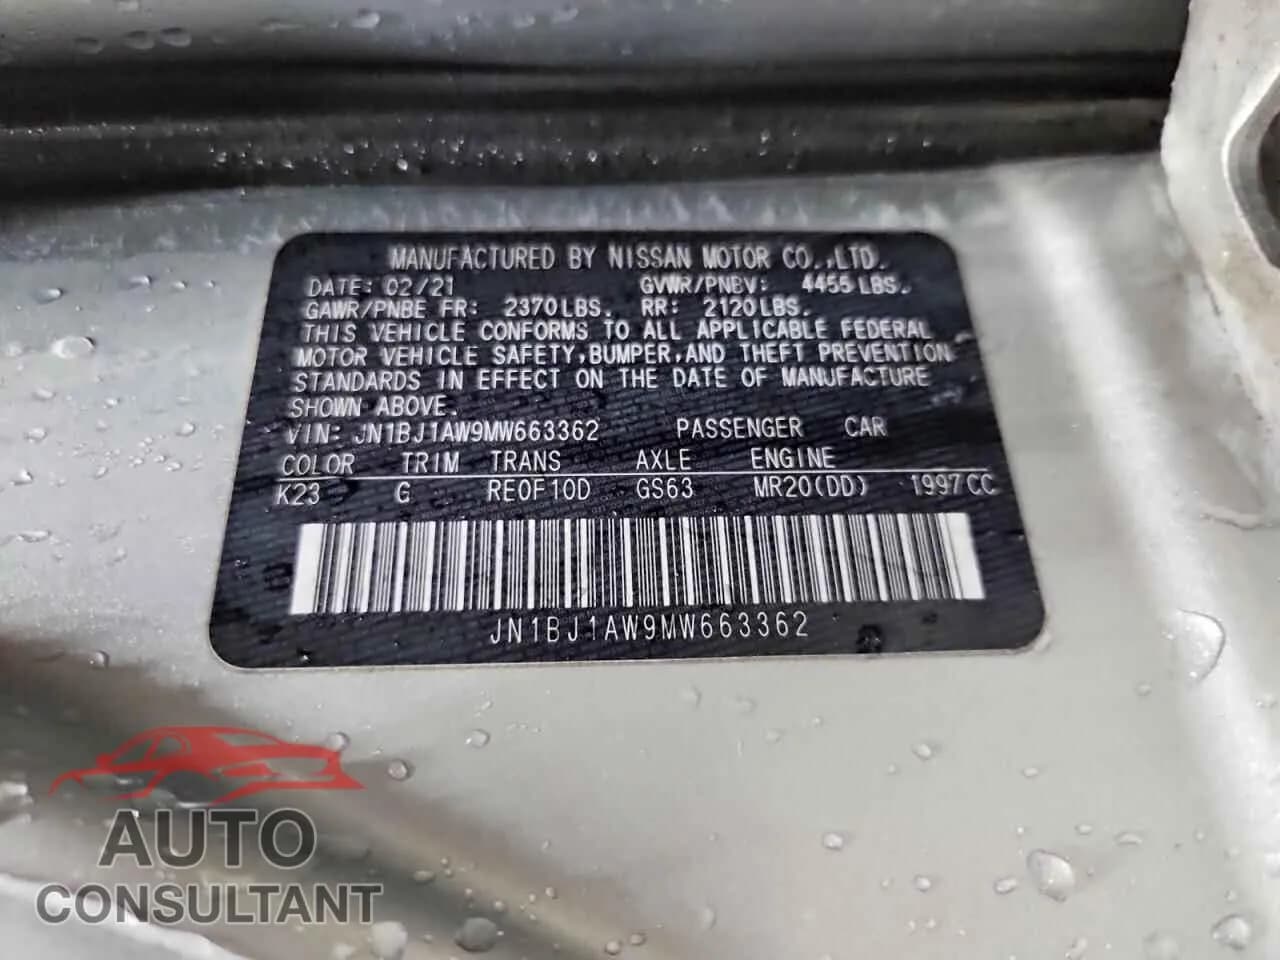 MANUFACTURED BY NISSAN MOTOR CO.,LTD.
DATE: 02/21 GVWR/PNBV: 4455 LBS.
GAWR/PNBE FR: 2370LBS. RR: 2120LBS.
THIS VEHICLE CONFORMS TO ALL APPLICABLE FEDERAL
MOTOR VEHICLE SAFETY,BUMPER,AND THEFT PREVENTION
STANDARDS IN EFFECT ON THE DATE OF MANUFACTURE
SHOWN ABOVE.
VIN: JN1BJ1AW9MW663362 PASSENGER CAR
COLOR TRIM TRANS AXLE ENGINE
K23 G RE0F10D GS63 MR20(DD) 1997CC
JN1BJ1AW9MW663362
AUTO
CONSULTANT